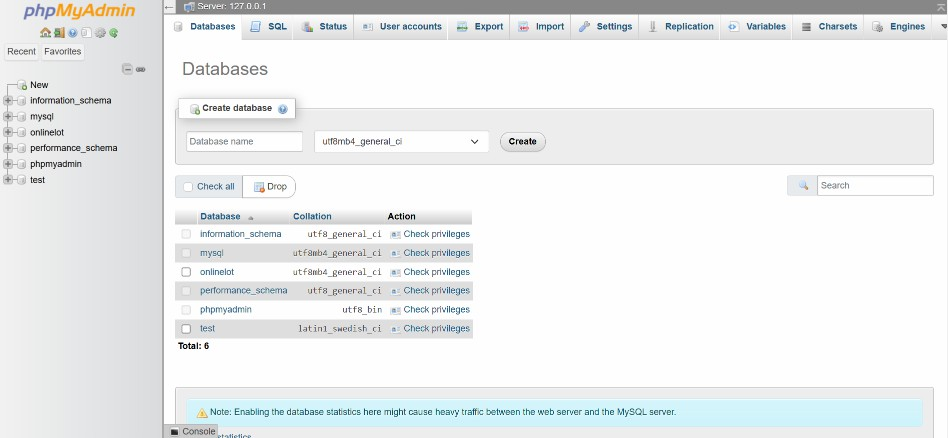 phpMyAdmin
Recent Favorites
New
information_schema
mysql
onlinelot
performance_schema
phpmyadmin
test
Server: 127.0.0.1
Databases SQL Status User accounts Export Import Settings Replication Variables Charsets Engines
Databases
Create database
Database name utf8mb4_general_ci Create
Check all Drop Search
Database Collation Action
information_schema utf8_general_ci Check privileges
mysql utf8mb4_general_ci Check privileges
onlinelot utf8mb4_general_ci Check privileges
performance_schema utf8_general_ci Check privileges
phpmyadmin utf8_bin Check privileges
test latin1_swedish_ci Check privileges
Total: 6
Note: Enabling the database statistics here might cause heavy traffic between the web server and the MySQL server.
Console statistics